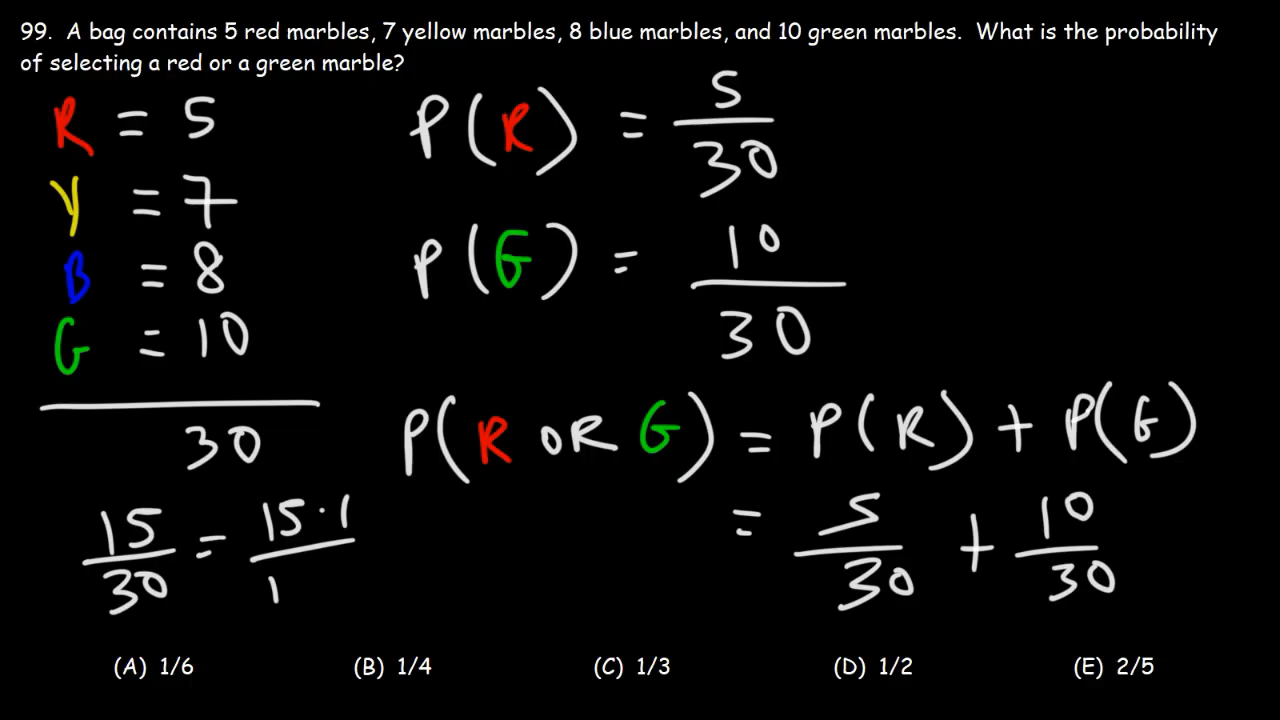 99. A bag contains 5 red marbles, 7 yellow marbles, 8 blue marbles, and 10 green marbles. What is the probability
of selecting a red or a green marble?
R = 5
Y = 7
B = 8
G = 10
30
15/30 = 15·1/1
P(R) = 5/30
P(G) = 10/30
P(R OR G) = P(R) + P(G)
= 5/30 + 10/30
(A) 1/6 (B) 1/4 (C) 1/3 (D) 1/2 (E) 2/5